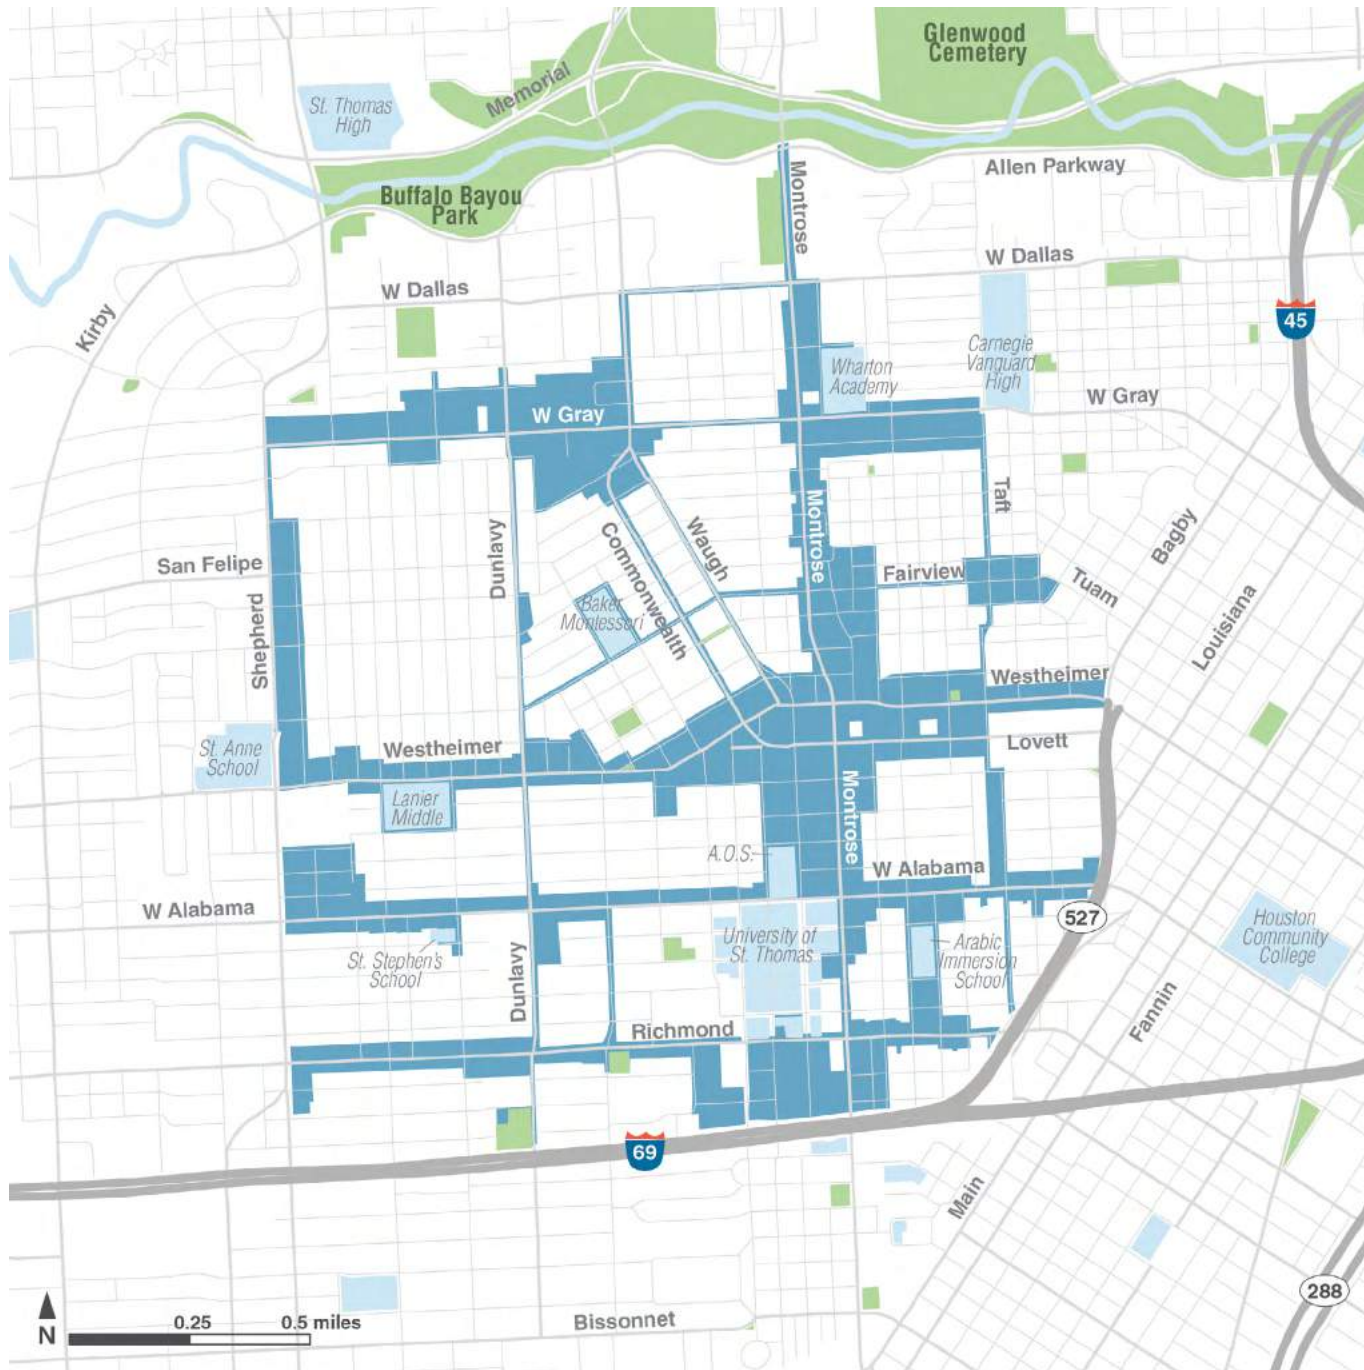 Glenwood
Cemetery
Memorial
St. Thomas
High
Allen Parkway
Montrose
Buffalo Bayou
Park
W Dallas
W Dallas
Kirby
45
Carnegie
Vanguard
High
Wharton
Academy
W Gray
W Gray
Taft
Montrose
Dunlavy
Commonwealth
Waugh
Bagby
San Felipe
Fairview
Tuam
Baker
Montessori
Louisiana
Shepherd
Westheimer
Westheimer
Lovett
St. Anne
School
Lanier
Middle
Montrose
A.O.S.
W Alabama
W Alabama
527
Houston
Community
College
University of
St. Thomas
Arabic
Immersion
School
St. Stephen's
School
Dunlavy
Fannin
Richmond
69
Main
288
N
0.25
0.5 miles
Bissonnet